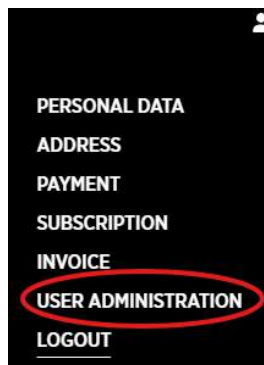 PERSONAL DATA
ADDRESS
PAYMENT
SUBSCRIPTION
INVOICE
USER ADMINISTRATION
LOGOUT